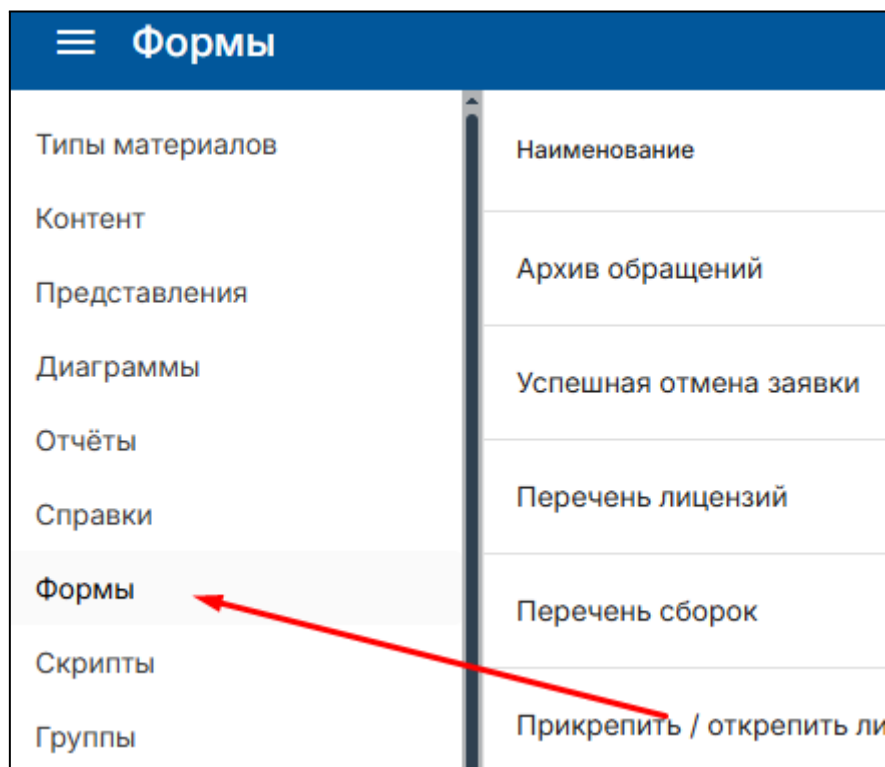 Формы
Типы материалов
Контент
Представления
Диаграммы
Отчёты
Справки
Формы
Скрипты
Группы
Наименование
Архив обращений
Успешная отмена заявки
Перечень лицензий
Перечень сборок
Прикрепить / открепить ли